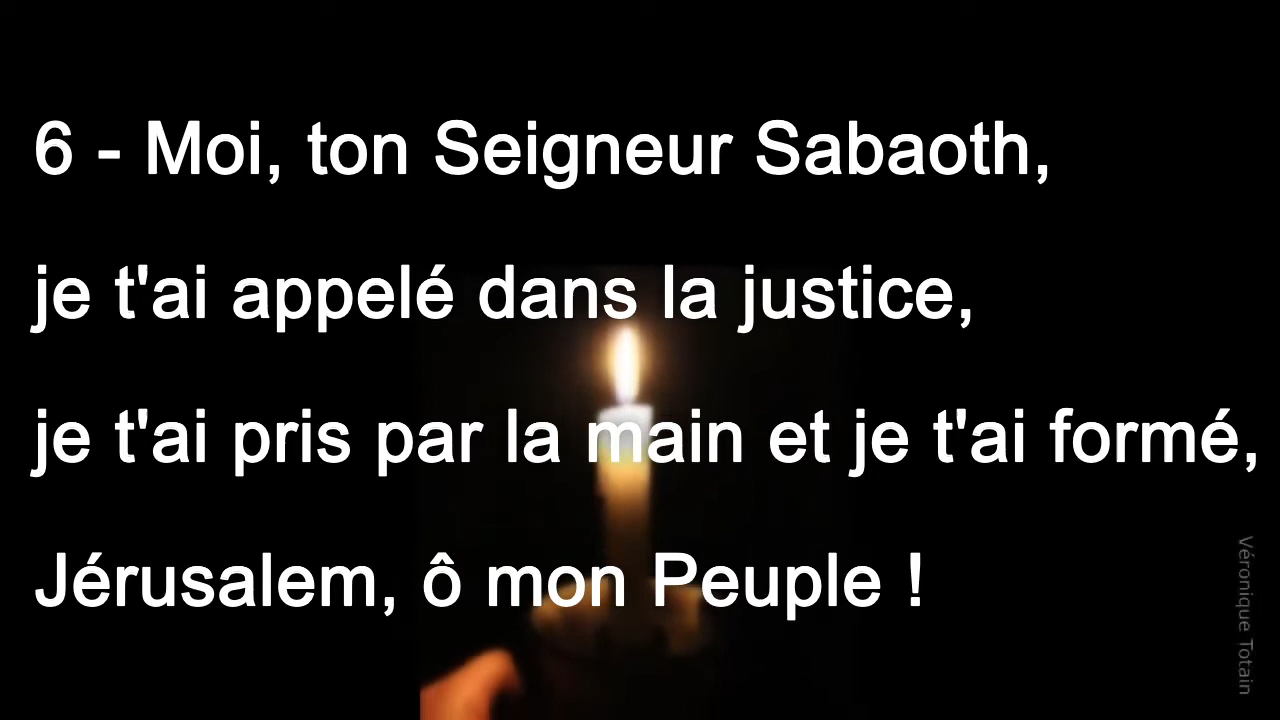 6 - Moi, ton Seigneur Sabaoth,
je t'ai appelé dans la justice,
je t'ai pris par la main et je t'ai formé,
Jérusalem, ô mon Peuple !
Véronique Totain